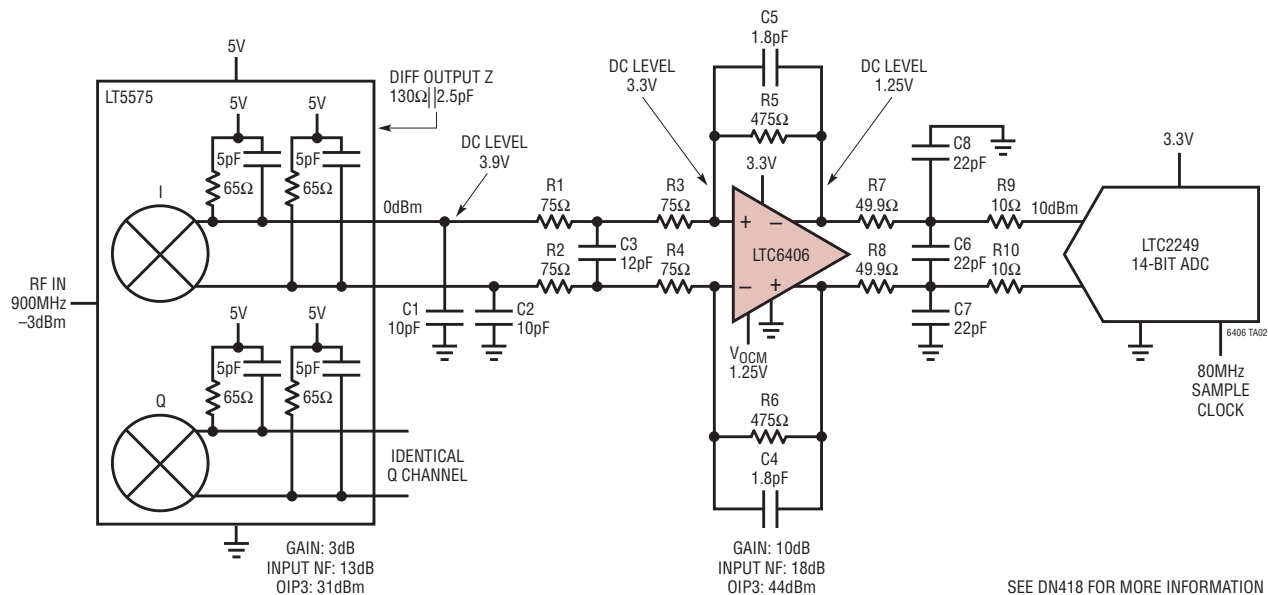 5V
LT5575
DIFF OUTPUT Z
130Ω||2.5pF
5V
5V
5pF
65Ω
5pF
65Ω
I
DC LEVEL
3.9V
0dBm
RF IN
900MHz
–3dBm
C1
10pF
C2
10pF
R1
75Ω
R2
75Ω
C3
12pF
R3
75Ω
R4
75Ω
DC LEVEL
3.3V
C5
1.8pF
R5
475Ω
DC LEVEL
1.25V
3.3V
+ –
LTC6406
– +
VOCM
1.25V
R6
475Ω
C4
1.8pF
R7
49.9Ω
R8
49.9Ω
C8
22pF
C6
22pF
C7
22pF
R9
10Ω
R10
10Ω
10dBm
3.3V
LTC2249
14-BIT ADC
6406 TA02
80MHz
SAMPLE
CLOCK
5V
5V
5pF
65Ω
5pF
65Ω
Q
IDENTICAL
Q CHANNEL
GAIN: 3dB
INPUT NF: 13dB
OIP3: 31dBm
GAIN: 10dB
INPUT NF: 18dB
OIP3: 44dBm
SEE DN418 FOR MORE INFORMATION